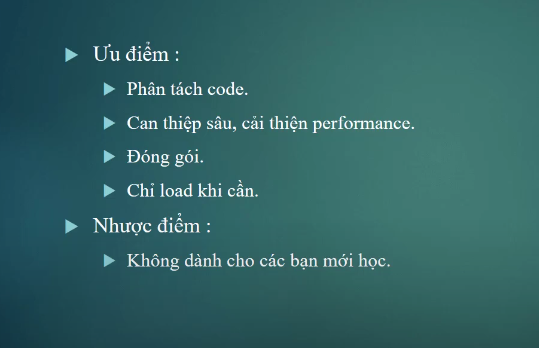 Ưu điểm :
Phân tách code.
Can thiệp sâu, cải thiện performance.
Đóng gói.
Chỉ load khi cần.
Nhược điểm :
Không dành cho các bạn mới học.